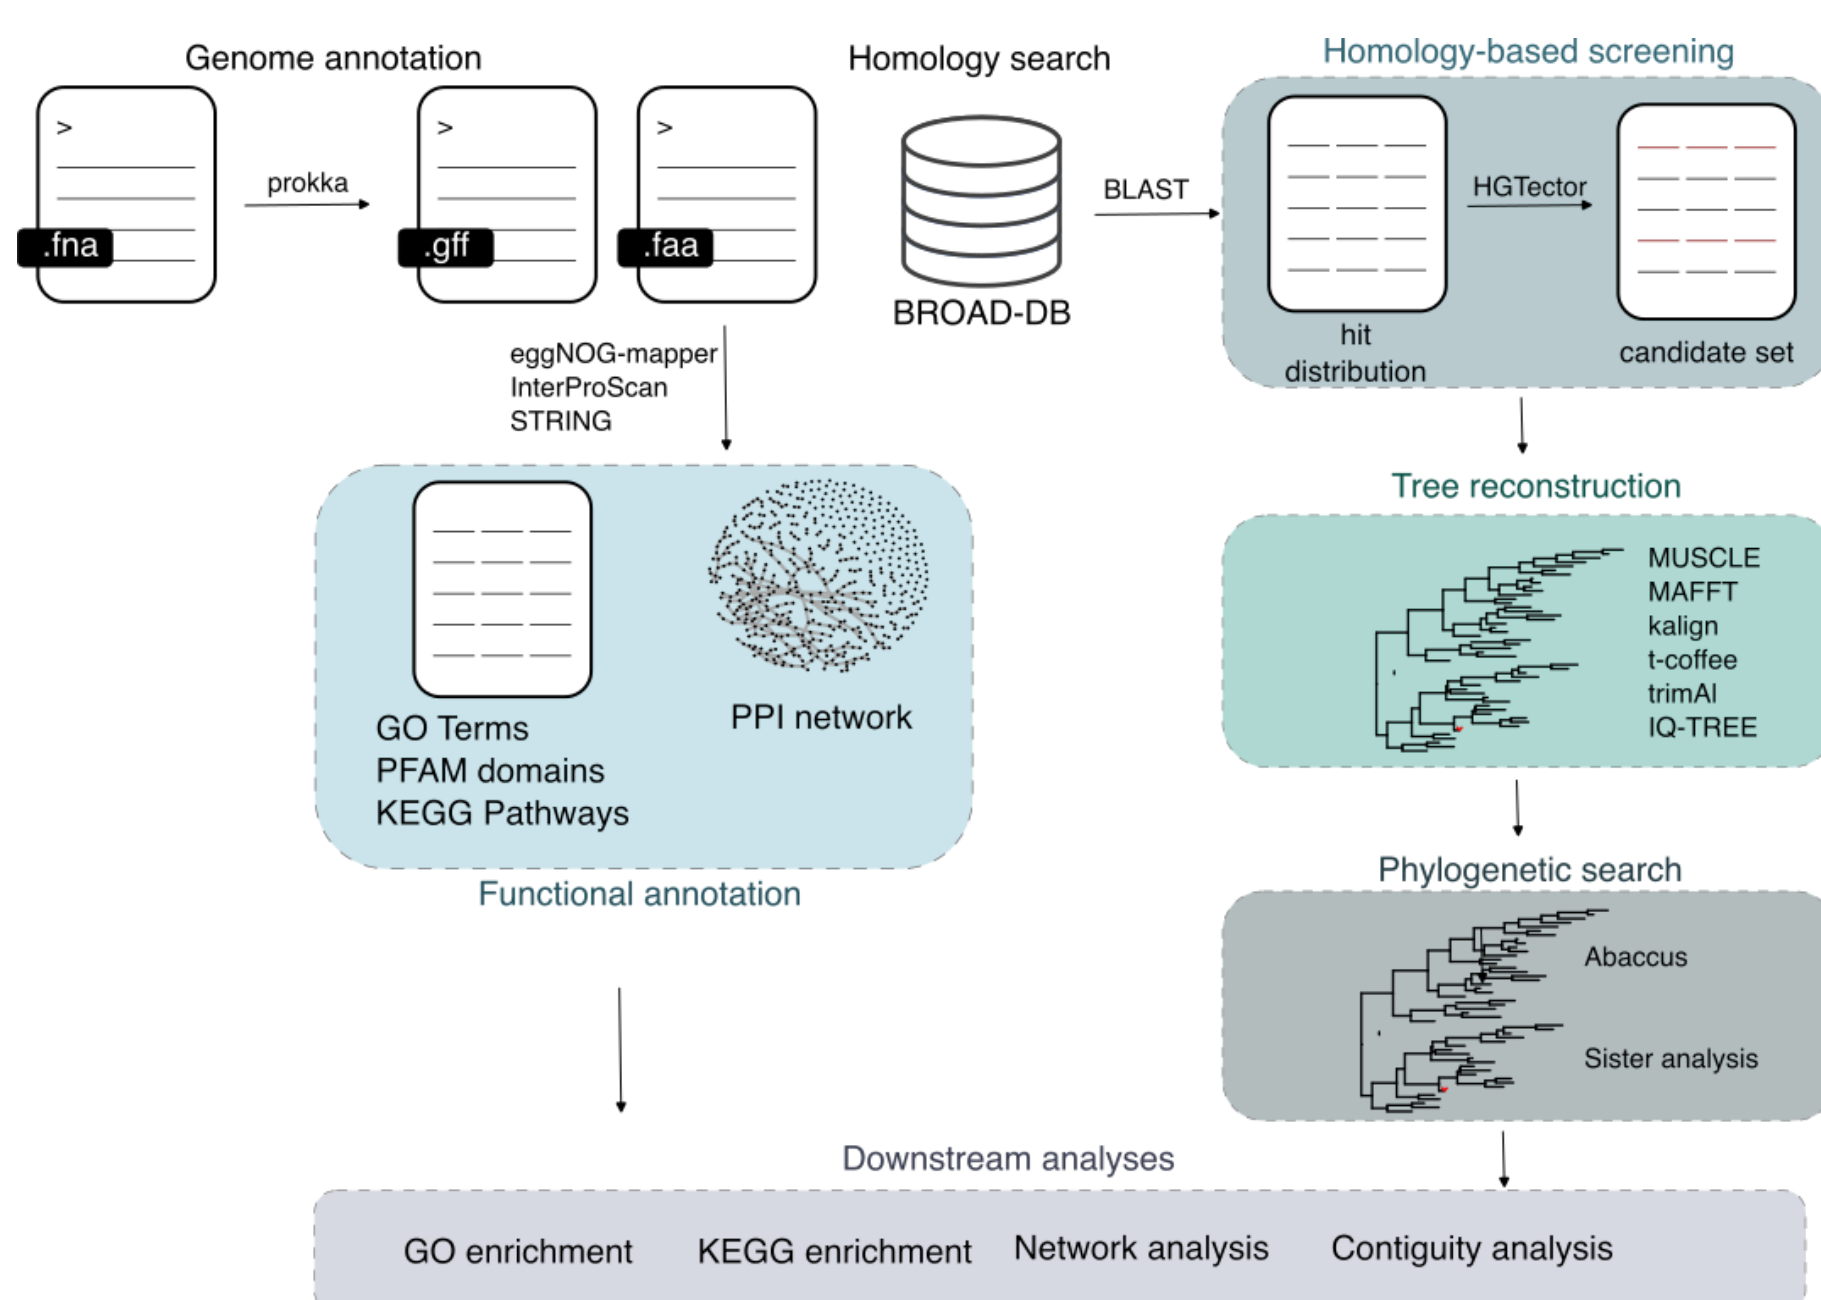 Genome annotation
>
.fna
prokka
>
.gff
>
.faa
Homology search
BROAD-DB
BLAST
Homology-based screening
HGTector
hit
distribution
candidate set
eggNOG-mapper
InterProScan
STRING
GO Terms
PFAM domains
KEGG Pathways
PPI network
Functional annotation
Tree reconstruction
MUSCLE
MAFFT
kalign
t-coffee
trimAl
IQ-TREE
Phylogenetic search
Abaccus
Sister analysis
Downstream analyses
GO enrichment
KEGG enrichment
Network analysis
Contiguity analysis